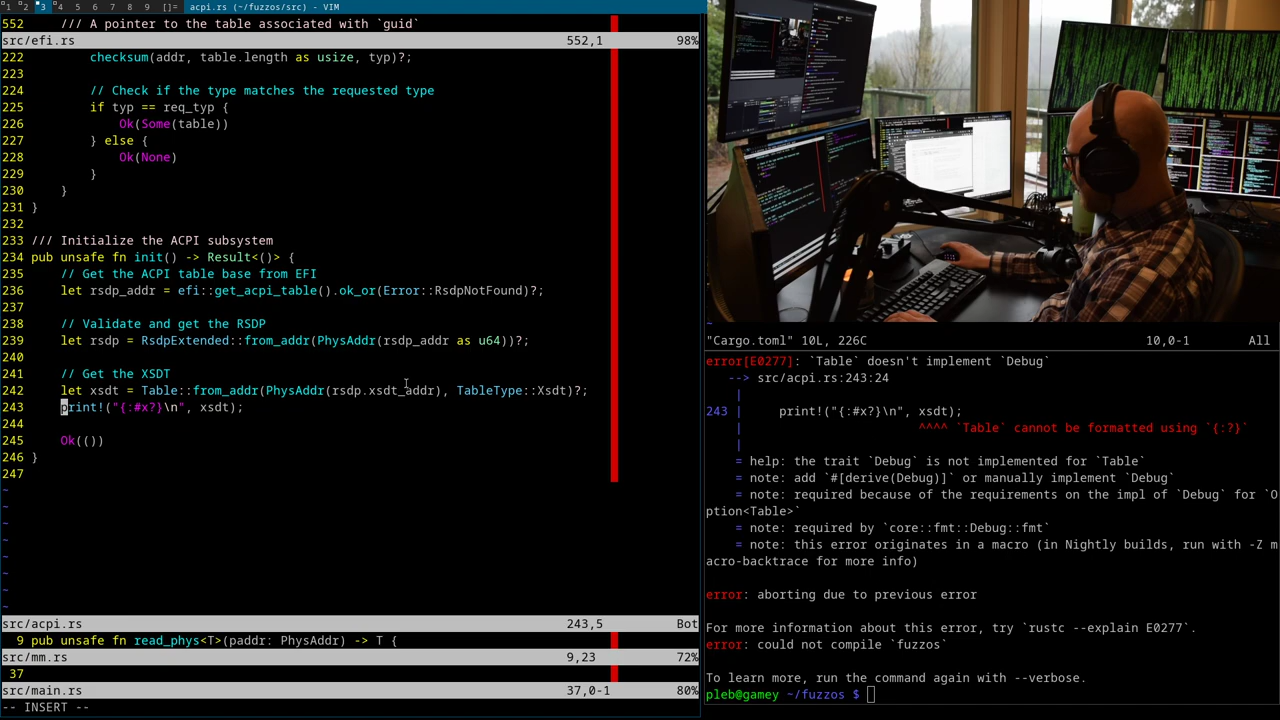 1 2 3 4 5 6 7 8 9 []= acpi.rs (~/fuzzos/src) - VIM
552     /// A pointer to the table associated with `guid`
src/efi.rs 552,1 98%
222         checksum(addr, table.length as usize, typ)?;
223
224         // Check if the type matches the requested type
225         if typ == req_typ {
226             Ok(Some(table))
227         } else {
228             Ok(None)
229         }
230     }
231 }
232
233 /// Initialize the ACPI subsystem
234 pub unsafe fn init() -> Result<()> {
235     // Get the ACPI table base from EFI
236     let rsdp_addr = efi::get_acpi_table().ok_or(Error::RsdpNotFound)?;
237
238     // Validate and get the RSDP
239     let rsdp = RsdpExtended::from_addr(PhysAddr(rsdp_addr as u64))?;
240
241     // Get the XSDT
242     let xsdt = Table::from_addr(PhysAddr(rsdp.xsdt_addr), TableType::Xsdt)?;
243     print!("{:#x?}\n", xsdt);
244
245     Ok(())
246 }
247
~
~
~
~
~
~
~
~
src/acpi.rs 243,5 Bot
9 pub unsafe fn read_phys<T>(paddr: PhysAddr) -> T {
src/mm.rs 9,23 72%
37
src/main.rs 37,0-1 80%
-- INSERT --
~
"Cargo.toml" 10L, 226C 10,0-1 All
error[E0277]: `Table` doesn't implement `Debug`
   --> src/acpi.rs:243:24
    |
243 |     print!("{:#x?}\n", xsdt);
    |                        ^^^^ `Table` cannot be formatted using `{:?}`
    |
    = help: the trait `Debug` is not implemented for `Table`
    = note: add `#[derive(Debug)]` or manually implement `Debug`
    = note: required because of the requirements on the impl of `Debug` for `O
ption<Table>`
    = note: required by `core::fmt::Debug::fmt`
    = note: this error originates in a macro (in Nightly builds, run with -Z m
acro-backtrace for more info)
error: aborting due to previous error
For more information about this error, try `rustc --explain E0277`.
error: could not compile `fuzzos`
To learn more, run the command again with --verbose.
pleb@gamey ~/fuzzos $